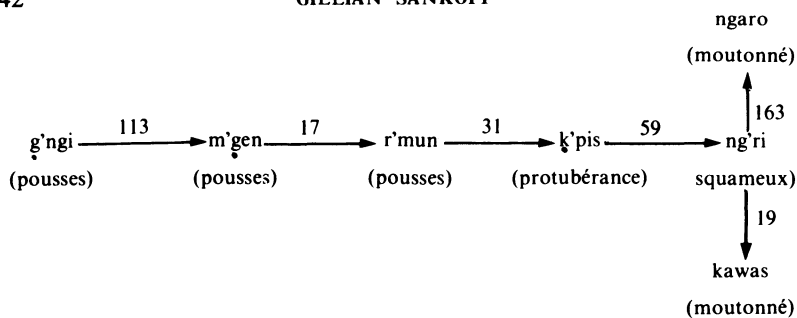 42 GILLIAN SANKOFF
ngaro
(moutonné)
163
113 17 31 59
g̣'ngi m'g̣en r'mun ḳ'pis ng'ri
(pousses) (pousses) (pousses) (protubérance) squameux)
19
kawas
(moutonné)